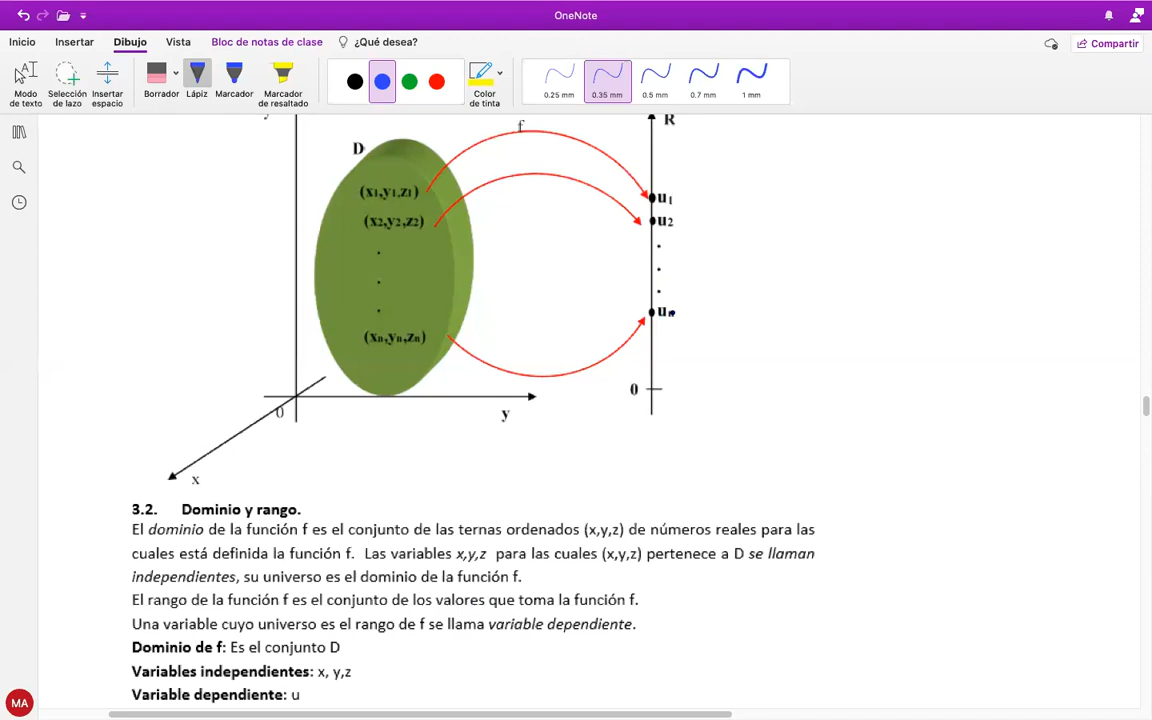 OneNote
Inicio Insertar Dibujo Vista Bloc de notas de clase ¿Qué desea? Compartir
Modo de texto
Selección de lazo
Insertar espacio
Borrador
Lápiz
Marcador
Marcador de resaltado
Color de tinta
0.25 mm 0.35 mm 0.5 mm 0.7 mm 1 mm
f R
D
(x1,y1,z1) u1
(x2,y2,z2) u2
.
.
.
un
(xn,yn,zn)
0
0 y
x
3.2. Dominio y rango.
El dominio de la función f es el conjunto de las ternas ordenados (x,y,z) de números reales para las
cuales está definida la función f. Las variables x,y,z para las cuales (x,y,z) pertenece a D se llaman
independientes, su universo es el dominio de la función f.
El rango de la función f es el conjunto de los valores que toma la función f.
Una variable cuyo universo es el rango de f se llama variable dependiente.
Dominio de f: Es el conjunto D
Variables independientes: x, y,z
Variable dependiente: u
MA